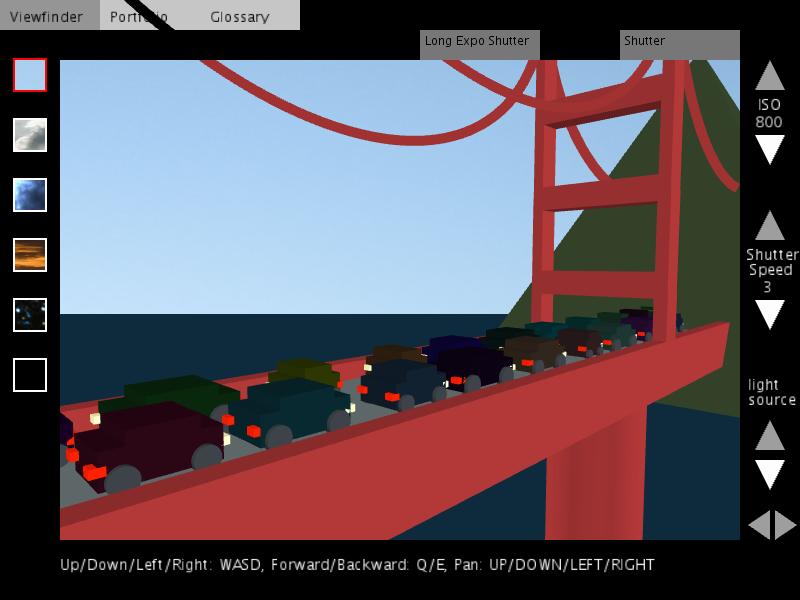 Viewfinder Portfolio Glossary
Long Expo Shutter Shutter
ISO
800
Shutter
Speed
3
light
source
Up/Down/Left/Right: WASD, Forward/Backward: Q/E, Pan: UP/DOWN/LEFT/RIGHT